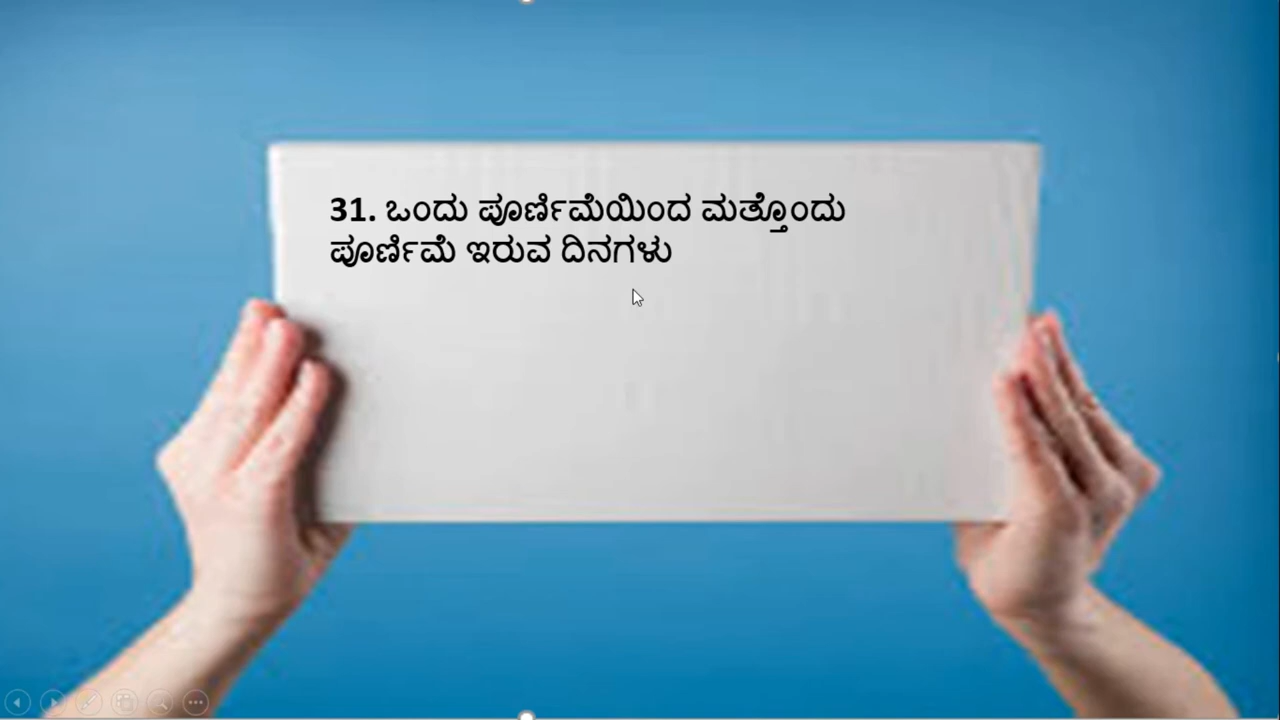 31. ಒಂದು ಪೂರ್ಣಿಮೆಯಿಂದ ಮತ್ತೊಂದು
ಪೂರ್ಣಿಮೆ ಇರುವ ದಿನಗಳು